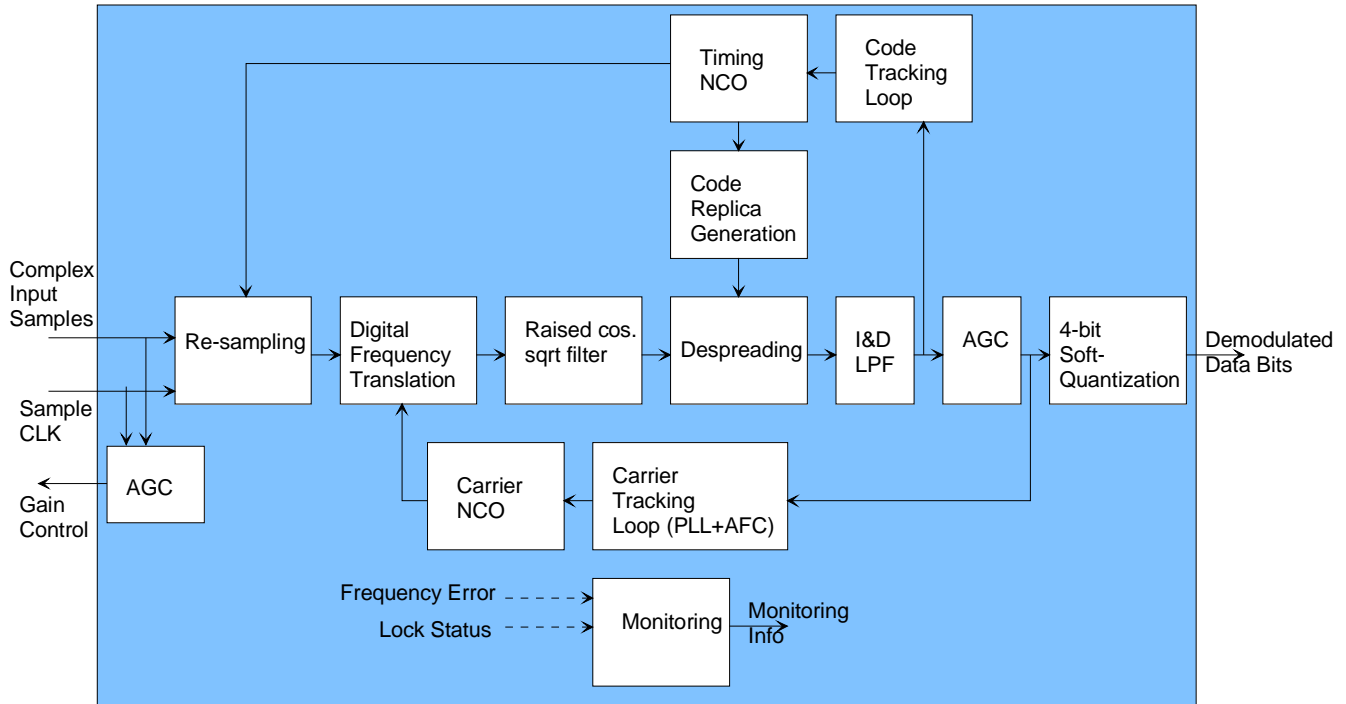 Timing
NCO
Code
Tracking
Loop
Code
Replica
Generation
Complex
Input
Samples
Re-sampling
Digital
Frequency
Translation
Raised cos.
sqrt filter
Despreading
I&D
LPF
AGC
4-bit
Soft-
Quantization
Demodulated
Data Bits
Sample
CLK
AGC
Gain
Control
Carrier
NCO
Carrier
Tracking
Loop (PLL+AFC)
Frequency Error
Lock Status
Monitoring
Monitoring
Info